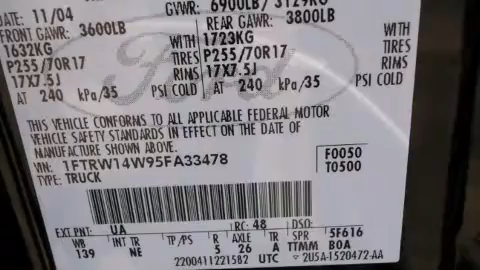 DATE 11/04 GVWR: 6900LB/ 3129KG
FRONT GAWR: 3600LB REAR GAWR: 3800LB
1632KG WITH 1723KG WITH
P255/70R17 TIRES P255/70R17 TIRES
17X7.5J RIMS 17X7.5J RIMS
AT 240 kPa/35 PSI COLD AT 240 kPa/35 PSI COLD
Ford
THIS VEHICLE CONFORMS TO ALL APPLICABLE FEDERAL MOTOR
VEHICLE SAFETY STANDARDS IN EFFECT ON THE DATE OF
MANUFACTURE SHOWN ABOVE.
VIN: 1FTRW14W95FA33478 F0050
TYPE: TRUCK T0500
EXT PNT: UA RC: 48 DSO:
WB INT TR TP/PS R AXLE TR SPR 5F616
139 NE 5 26 A TTMM BOA
2200411221582 UTC 2U5A-1520472-AA